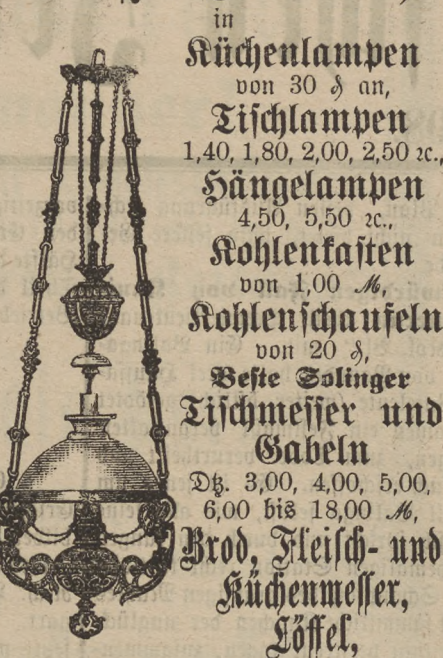 in
Küchenlampen
von 30 ₰ an,
Tischlampen
1,40, 1,80, 2,00, 2,50 ꝛc.,
Hängelampen
4,50, 5,50 ꝛc.,
Kohlenkasten
von 1,00 ℳ,
Kohlenschaufeln
von 20 ₰,
Beste Solinger
Tischmesser und
Gabeln
Dtz. 3,00, 4,00, 5,00,
6,00 bis 18,00 ℳ,
Brod, Fleisch- und
Küchenmesser,
Löffel,